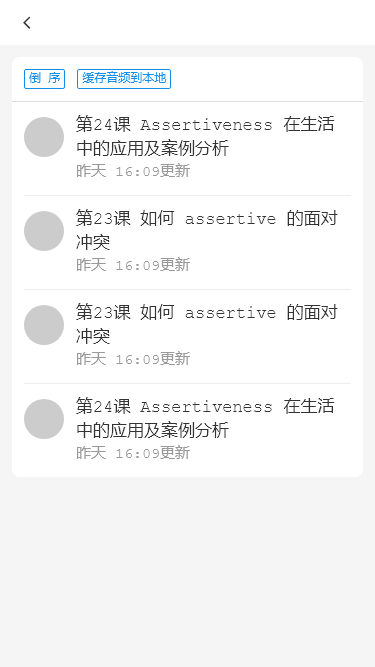 倒 序 缓存音频到本地
第24课 Assertiveness 在生活
中的应用及案例分析
昨天 16:09更新
第23课 如何 assertive 的面对
冲突
昨天 16:09更新
第23课 如何 assertive 的面对
冲突
昨天 16:09更新
第24课 Assertiveness 在生活
中的应用及案例分析
昨天 16:09更新